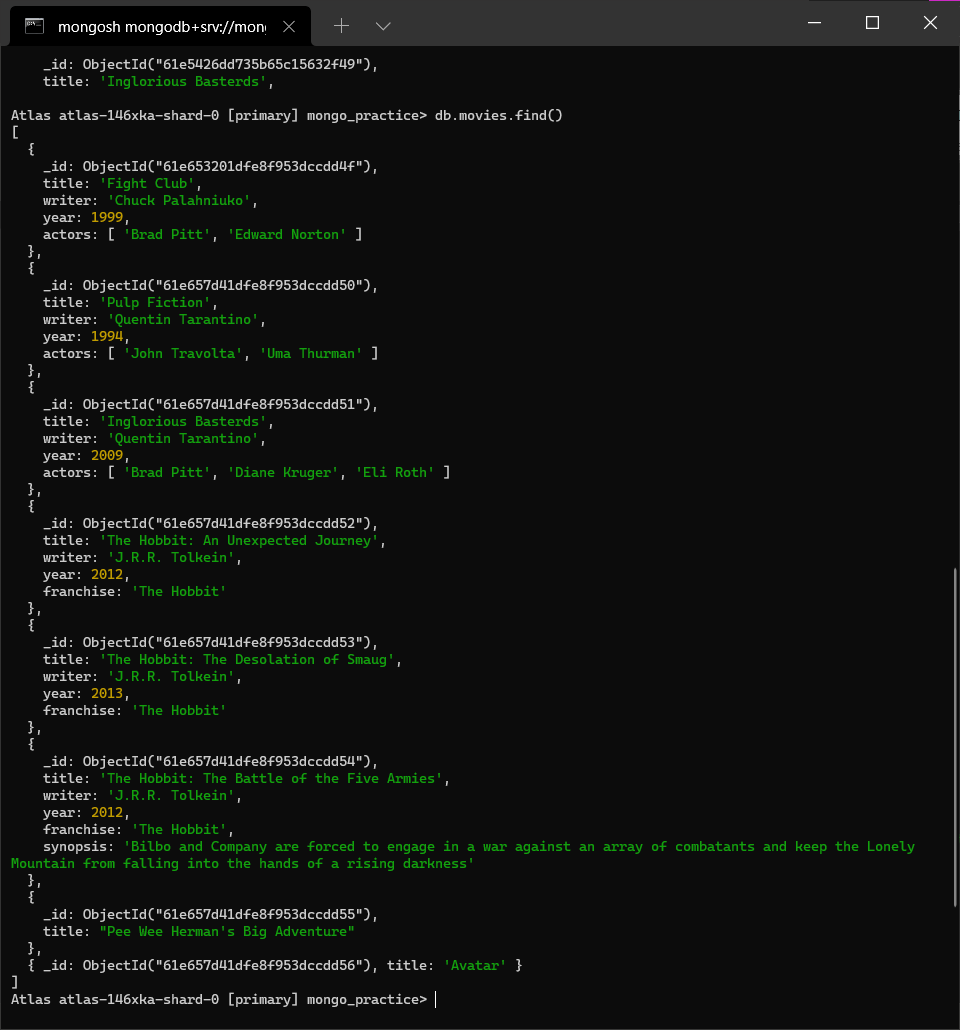 mongosh mongodb+srv://mong
_id: ObjectId("61e5426dd735b65c15632f49"),
title: 'Inglorious Basterds',
Atlas atlas-146xka-shard-0 [primary] mongo_practice> db.movies.find()
[
  {
    _id: ObjectId("61e653201dfe8f953dccdd4f"),
    title: 'Fight Club',
    writer: 'Chuck Palahniuko',
    year: 1999,
    actors: [ 'Brad Pitt', 'Edward Norton' ]
  },
  {
    _id: ObjectId("61e657d41dfe8f953dccdd50"),
    title: 'Pulp Fiction',
    writer: 'Quentin Tarantino',
    year: 1994,
    actors: [ 'John Travolta', 'Uma Thurman' ]
  },
  {
    _id: ObjectId("61e657d41dfe8f953dccdd51"),
    title: 'Inglorious Basterds',
    writer: 'Quentin Tarantino',
    year: 2009,
    actors: [ 'Brad Pitt', 'Diane Kruger', 'Eli Roth' ]
  },
  {
    _id: ObjectId("61e657d41dfe8f953dccdd52"),
    title: 'The Hobbit: An Unexpected Journey',
    writer: 'J.R.R. Tolkein',
    year: 2012,
    franchise: 'The Hobbit'
  },
  {
    _id: ObjectId("61e657d41dfe8f953dccdd53"),
    title: 'The Hobbit: The Desolation of Smaug',
    writer: 'J.R.R. Tolkein',
    year: 2013,
    franchise: 'The Hobbit'
  },
  {
    _id: ObjectId("61e657d41dfe8f953dccdd54"),
    title: 'The Hobbit: The Battle of the Five Armies',
    writer: 'J.R.R. Tolkein',
    year: 2012,
    franchise: 'The Hobbit',
    synopsis: 'Bilbo and Company are forced to engage in a war against an array of combatants and keep the Lonely
Mountain from falling into the hands of a rising darkness'
  },
  {
    _id: ObjectId("61e657d41dfe8f953dccdd55"),
    title: "Pee Wee Herman's Big Adventure"
  },
  { _id: ObjectId("61e657d41dfe8f953dccdd56"), title: 'Avatar' }
]
Atlas atlas-146xka-shard-0 [primary] mongo_practice>